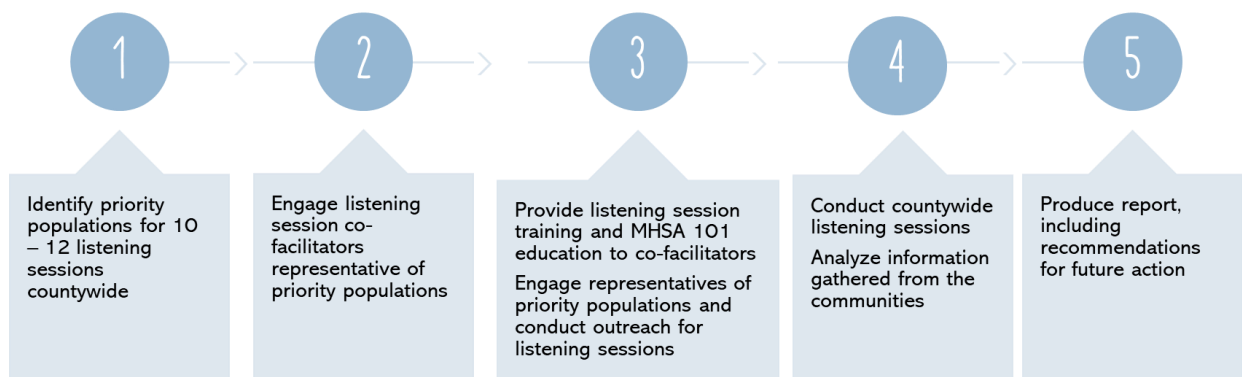 1
2
3
4
5
Identify priority
populations for 10
– 12 listening
sessions
countywide
Engage listening
session co-
facilitators
representative of
priority populations
Provide listening session
training and MHSA 101
education to co-facilitators
Engage representatives of
priority populations and
conduct outreach for
listening sessions
Conduct countywide
listening sessions
Analyze information
gathered from the
communities
Produce report,
including
recommendations
for future action